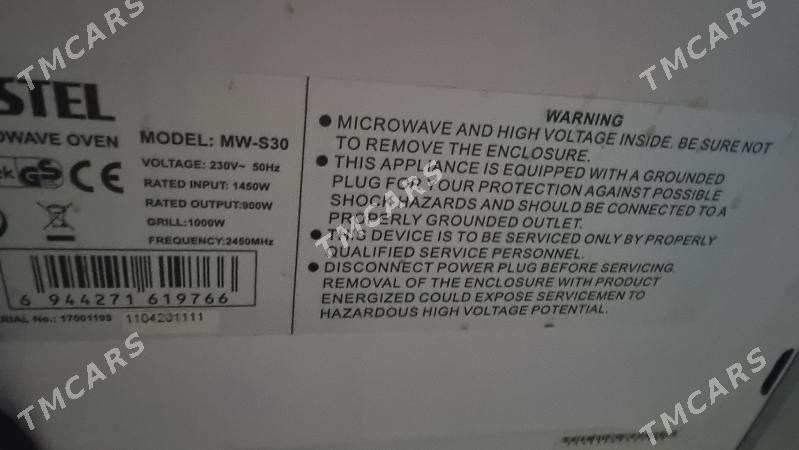 TMCARS
TMCARS
STEL
OWAVE OVEN
MODEL: MW-S30
VOLTAGE: 230V~ 50Hz
RATED INPUT: 1450W
RATED OUTPUT:900W
GRILL:1000W
FREQUENCY:2450MHz
GS CE
6 944271 619766
RIAL No.: 17001193 1104201111
WARNING
● MICROWAVE AND HIGH VOLTAGE INSIDE. BE SURE NOT
TO REMOVE THE ENCLOSURE.
● THIS APPLIANCE IS EQUIPPED WITH A GROUNDED
PLUG FOR YOUR PROTECTION AGAINST POSSIBLE
SHOCK HAZARDS AND SHOULD BE CONNECTED TO A
PROPERLY GROUNDED OUTLET.
● THIS DEVICE IS TO BE SERVICED ONLY BY PROPERLY
QUALIFIED SERVICE PERSONNEL.
● DISCONNECT POWER PLUG BEFORE SERVICING.
REMOVAL OF THE ENCLOSURE WITH PRODUCT
ENERGIZED COULD EXPOSE SERVICEMEN TO
HAZARDOUS HIGH VOLTAGE POTENTIAL.
TMCARS
TMCARS
TMCARS